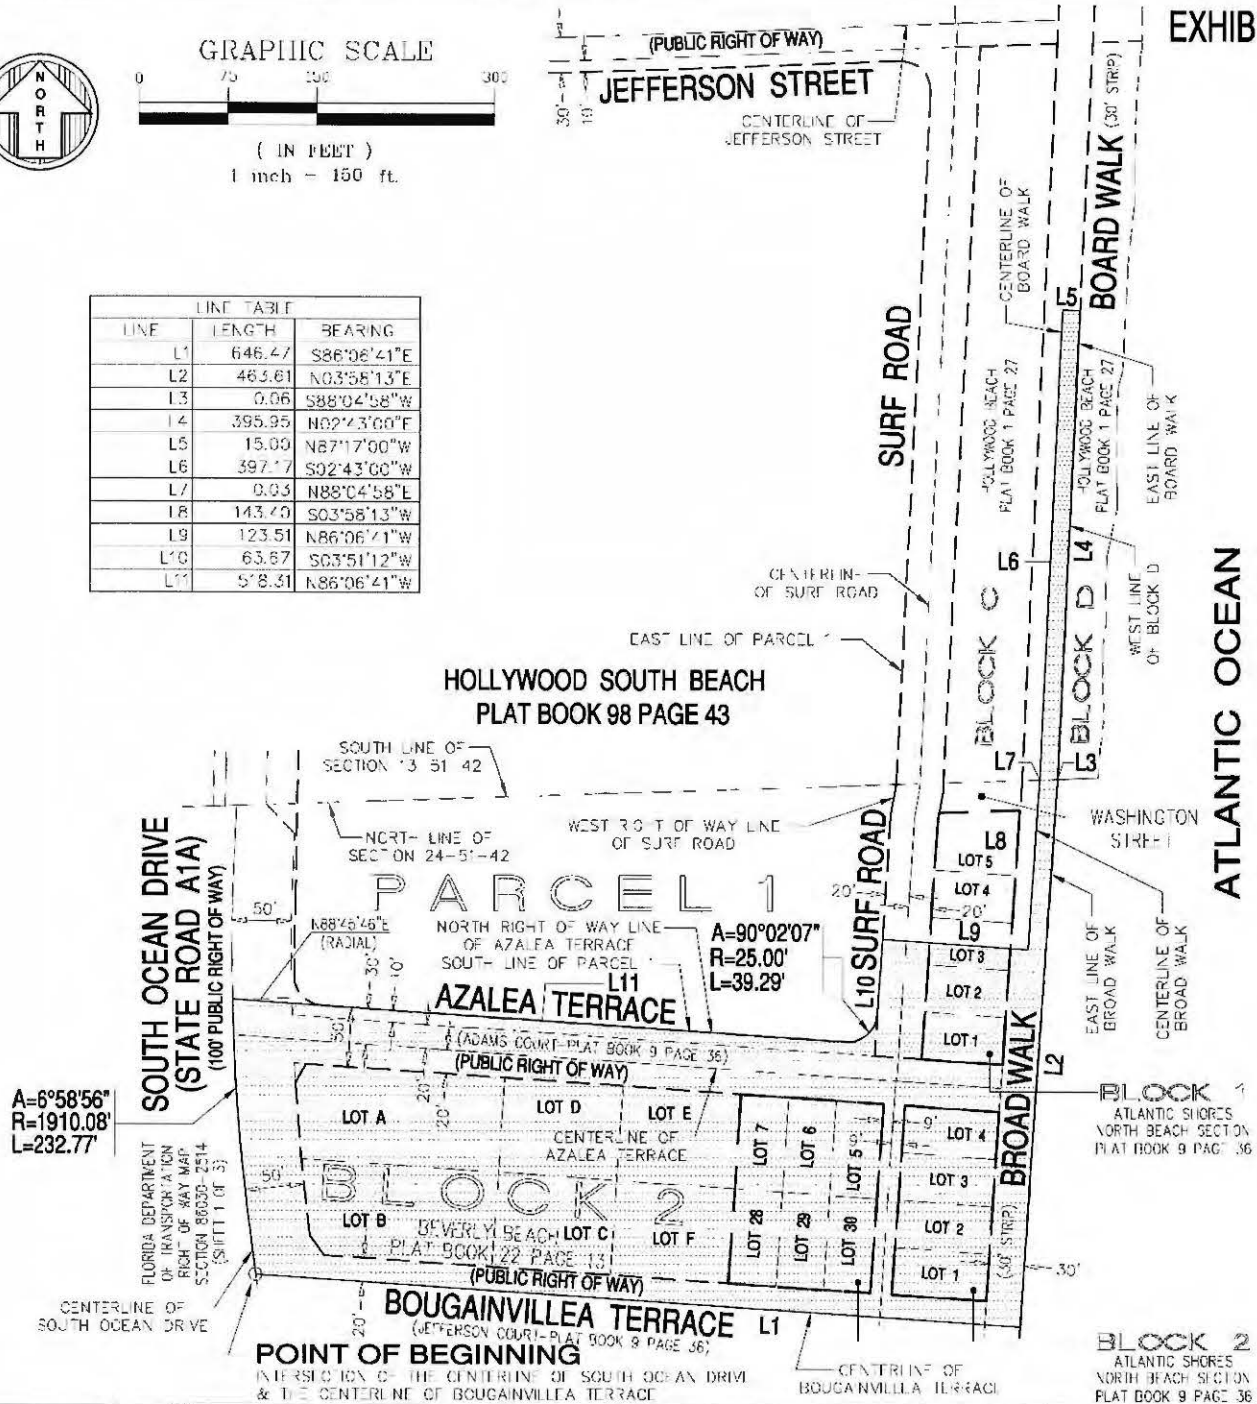 EXHIB
GRAPHIC SCALE
0 75 150 300
( IN FEET )
1 inch = 150 ft.
NORTH
(PUBLIC RIGHT OF WAY)
JEFFERSON STREET
30'
10'
CENTERLINE OF
JEFFERSON STREET
LINE TABLE
LINE LENGTH BEARING
L1 646.47 S86°06'41"E
L2 463.61 N03°58'13"E
L3 0.06 S88°04'58"W
L4 395.95 N02°43'00"E
L5 15.00 N87°17'00"W
L6 397.17 S02°43'00"W
L7 0.03 N88°04'58"E
L8 143.40 S03°58'13"W
L9 123.51 N86°06'41"W
L10 63.67 S03°51'12"W
L11 518.31 N86°06'41"W
CENTERLINE OF
BOARD WALK
BOARD WALK (30' STRIP)
L5
SURF ROAD
HOLLYWOOD BEACH
PLAT BOOK 1 PAGE 27
HOLLYWOOD BEACH
PLAT BOOK 1 PAGE 27
EAST LINE OF
BOARD WALK
L6
L4
BLOCK C
BLOCK D
WEST LINE
OF BLOCK D
ATLANTIC OCEAN
CENTERLINE
OF SURF ROAD
EAST LINE OF PARCEL 1
HOLLYWOOD SOUTH BEACH
PLAT BOOK 98 PAGE 43
SOUTH LINE OF
SECTION 13-51-42
NORTH LINE OF
SECTION 24-51-42
WEST RIGHT OF WAY LINE
OF SURF ROAD
L7
L3
WASHINGTON
STREET
SOUTH OCEAN DRIVE
(STATE ROAD A1A)
(100' PUBLIC RIGHT OF WAY)
50'
PARCEL 1
N88°45'46"E
(RADIAL)
30'
10'
NORTH RIGHT OF WAY LINE
OF AZALEA TERRACE
SOUTH LINE OF PARCEL 1
L11
A=90°02'07"
R=25.00'
L=39.29'
L10
SURF ROAD
20'
20'
L8
LOT 5
LOT 4
L9
LOT 3
LOT 2
LOT 1
EAST LINE OF
BROAD WALK
CENTERLINE OF
BROAD WALK
AZALEA TERRACE
(ADAMS COURT-PLAT BOOK 9 PAGE 36)
(PUBLIC RIGHT OF WAY)
50'
20'
20'
L2
BROAD WALK
(30' STRIP)
30'
BLOCK 1
ATLANTIC SHORES
NORTH BEACH SECTION
PLAT BOOK 9 PAGE 36
A=6°58'56"
R=1910.08'
L=232.77'
FLORIDA DEPARTMENT
OF TRANSPORTATION
RIGHT OF WAY MAP
SECTION 86030-2514
(SHEET 1 OF 3)
50'
LOT A
LOT D
LOT E
CENTERLINE OF
AZALEA TERRACE
BLOCK 2
LOT B
LOT C
LOT F
BEVERLY BEACH
PLAT BOOK 22 PAGE 13
LOT 7
LOT 6
LOT 5
9'
9'
LOT 28
LOT 29
LOT 30
LOT 4
LOT 3
LOT 2
LOT 1
(PUBLIC RIGHT OF WAY)
BOUGAINVILLEA TERRACE
L1
(JEFFERSON COURT-PLAT BOOK 9 PAGE 36)
20'
CENTERLINE OF
SOUTH OCEAN DRIVE
POINT OF BEGINNING
INTERSECTION OF THE CENTERLINE OF SOUTH OCEAN DRIVE
& THE CENTERLINE OF BOUGAINVILLEA TERRACE
CENTERLINE OF
BOUGAINVILLEA TERRACE
BLOCK 2
ATLANTIC SHORES
NORTH BEACH SECTION
PLAT BOOK 9 PAGE 36